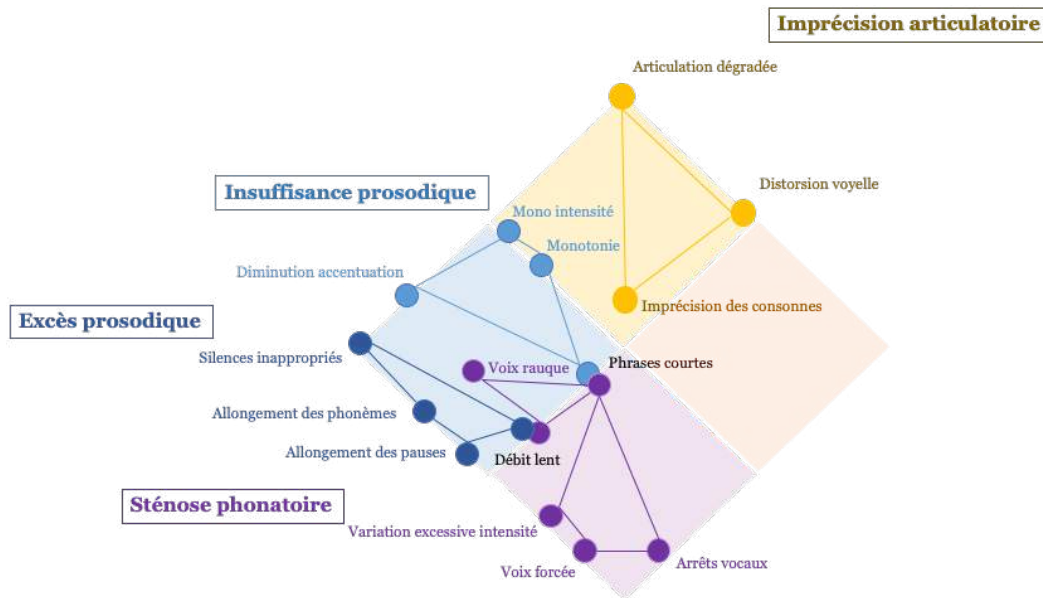 Imprécision articulatoire
Articulation dégradée
Distorsion voyelle
Insuffisance prosodique
Mono intensité
Monotonie
Diminution accentuation
Imprécision des consonnes
Excès prosodique
Silences inappropriés
Voix rauque
Phrases courtes
Allongement des phonèmes
Allongement des pauses
Débit lent
Sténose phonatoire
Variation excessive intensité
Voix forcée
Arrêts vocaux